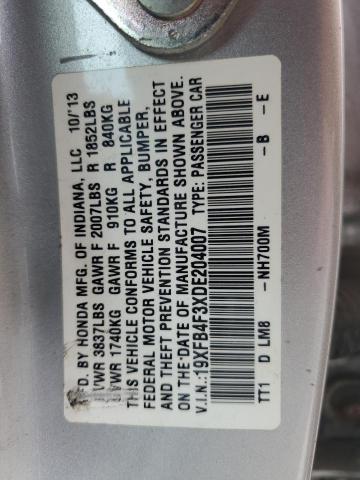 MFD. BY HONDA MFG. OF INDIANA, LLC 10/'13
GVWR 3837LBS GAWR F 2007LBS R 1852LBS
GVWR 1740KG GAWR F 910KG R 840KG
THIS VEHICLE CONFORMS TO ALL APPLICABLE
FEDERAL MOTOR VEHICLE SAFETY, BUMPER,
AND THEFT PREVENTION STANDARDS IN EFFECT
ON THE DATE OF MANUFACTURE SHOWN ABOVE.
V.I.N.: 19XFB4F3XDE204007 TYPE: PASSENGER CAR
TT1 D LM8 -NH700M -B -E